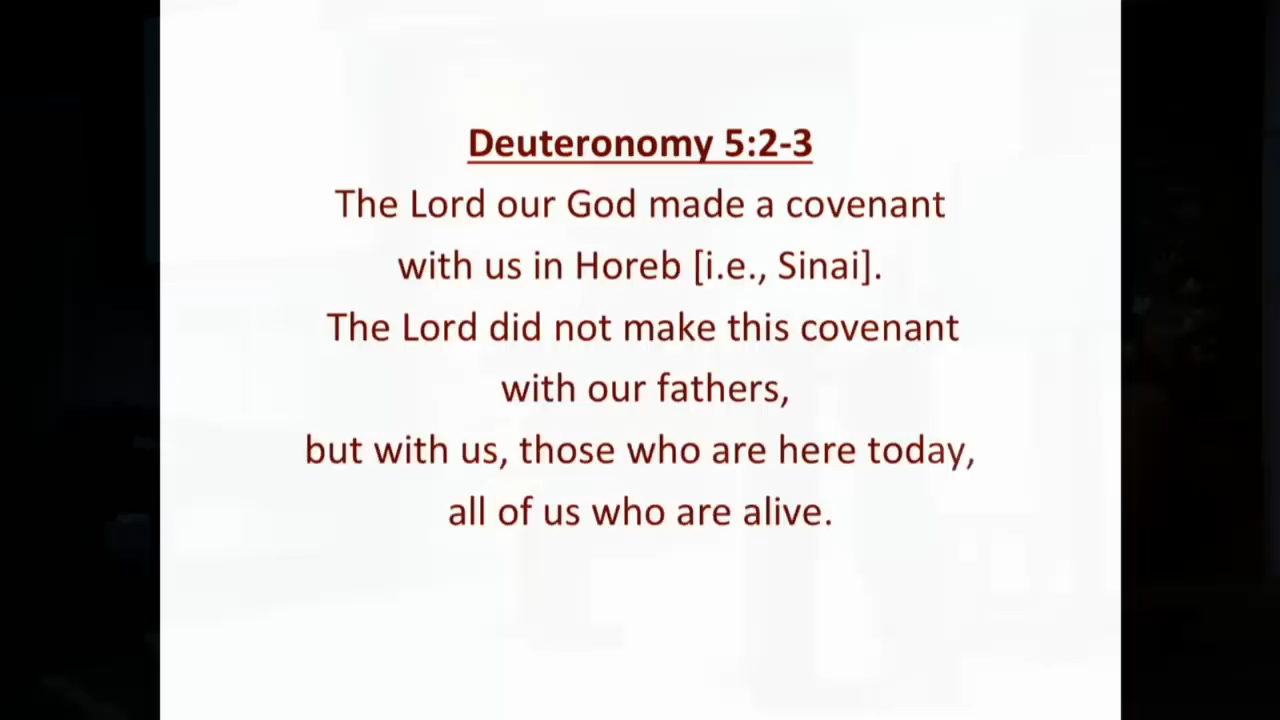 Deuteronomy 5:2-3
The Lord our God made a covenant
with us in Horeb [i.e., Sinai].
The Lord did not make this covenant
with our fathers,
but with us, those who are here today,
all of us who are alive.